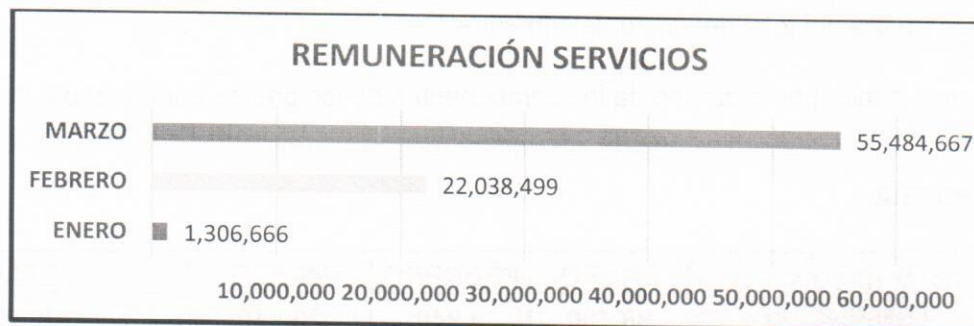 REMUNERACIÓN SERVICIOS
MARZO 55,484,667
FEBRERO 22,038,499
ENERO 1,306,666
10,000,000 20,000,000 30,000,000 40,000,000 50,000,000 60,000,000